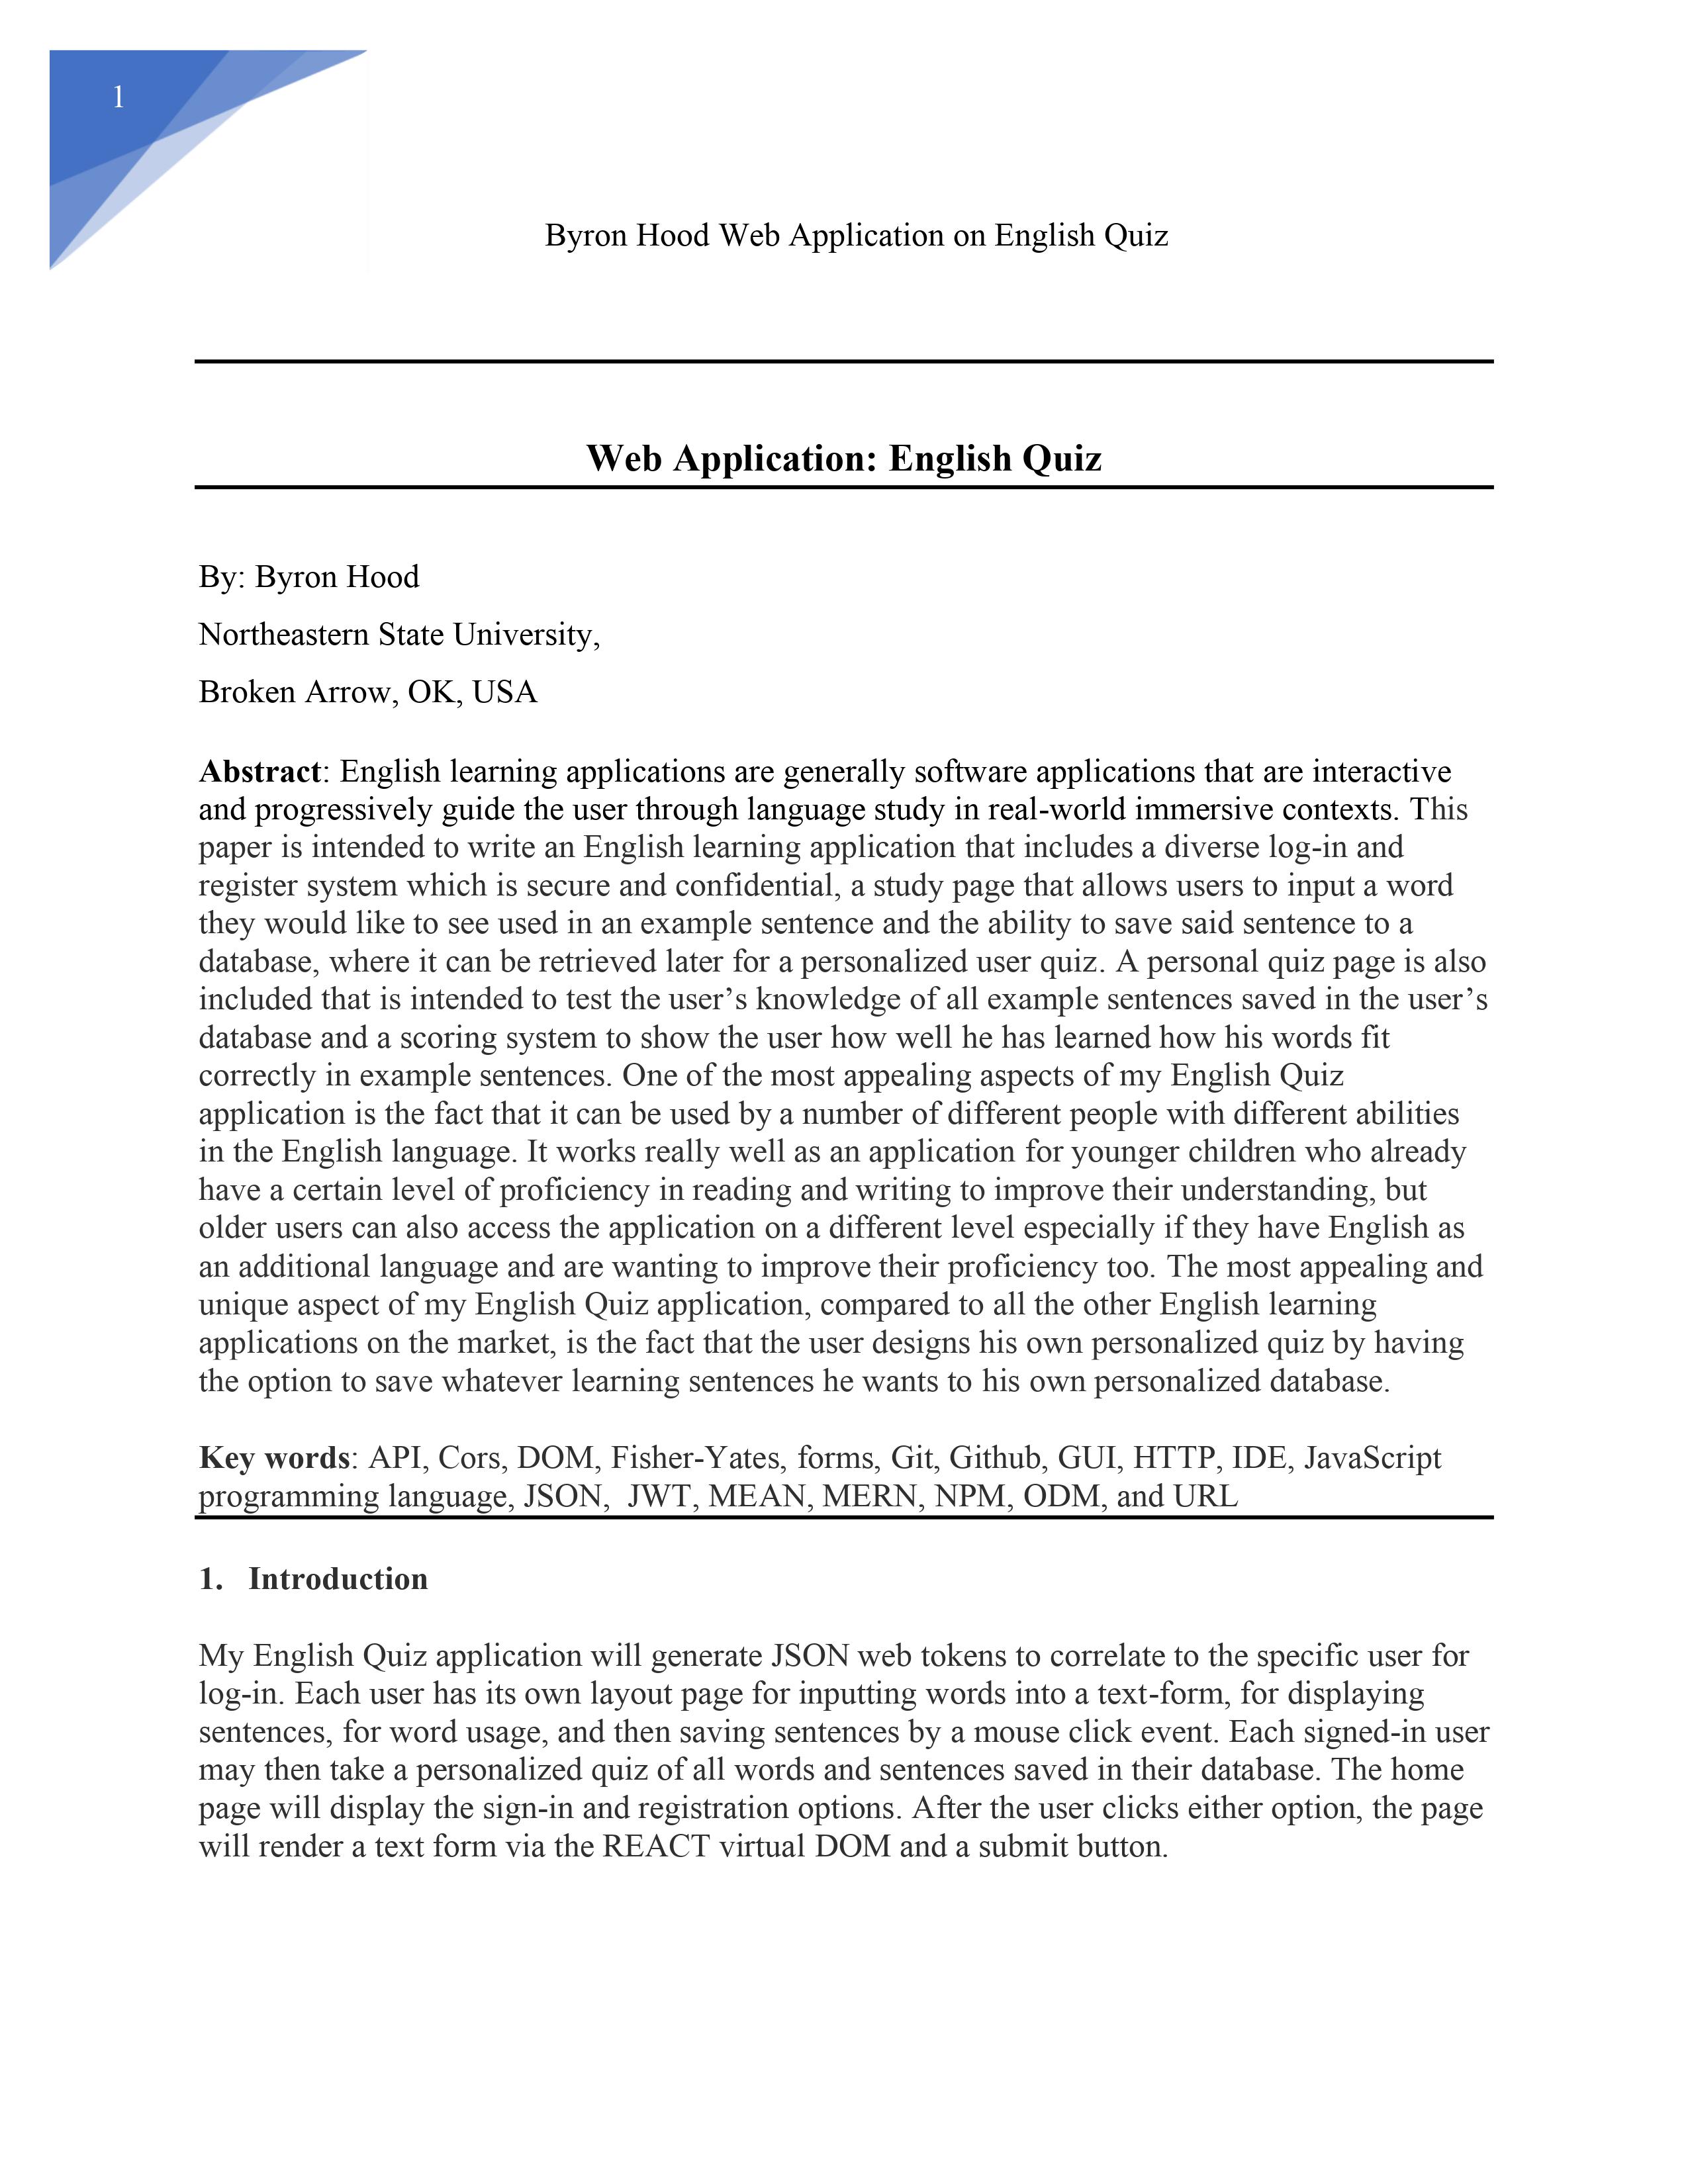 1
Byron Hood Web Application on English Quiz
Web Application: English Quiz
By: Byron Hood
Northeastern State University,
Broken Arrow, OK, USA
Abstract: English learning applications are generally software applications that are interactive
and progressively guide the user through language study in real-world immersive contexts. This
paper is intended to write an English learning application that includes a diverse log-in and
register system which is secure and confidential, a study page that allows users to input a word
they would like to see used in an example sentence and the ability to save said sentence to a
database, where it can be retrieved later for a personalized user quiz. A personal quiz page is also
included that is intended to test the user’s knowledge of all example sentences saved in the user’s
database and a scoring system to show the user how well he has learned how his words fit
correctly in example sentences. One of the most appealing aspects of my English Quiz
application is the fact that it can be used by a number of different people with different abilities
in the English language. It works really well as an application for younger children who already
have a certain level of proficiency in reading and writing to improve their understanding, but
older users can also access the application on a different level especially if they have English as
an additional language and are wanting to improve their proficiency too. The most appealing and
unique aspect of my English Quiz application, compared to all the other English learning
applications on the market, is the fact that the user designs his own personalized quiz by having
the option to save whatever learning sentences he wants to his own personalized database.
Key words: API, Cors, DOM, Fisher-Yates, forms, Git, Github, GUI, HTTP, IDE, JavaScript
programming language, JSON,  JWT, MEAN, MERN, NPM, ODM, and URL
1. Introduction
My English Quiz application will generate JSON web tokens to correlate to the specific user for
log-in. Each user has its own layout page for inputting words into a text-form, for displaying
sentences, for word usage, and then saving sentences by a mouse click event. Each signed-in user
may then take a personalized quiz of all words and sentences saved in their database. The home
page will display the sign-in and registration options. After the user clicks either option, the page
will render a text form via the REACT virtual DOM and a submit button.